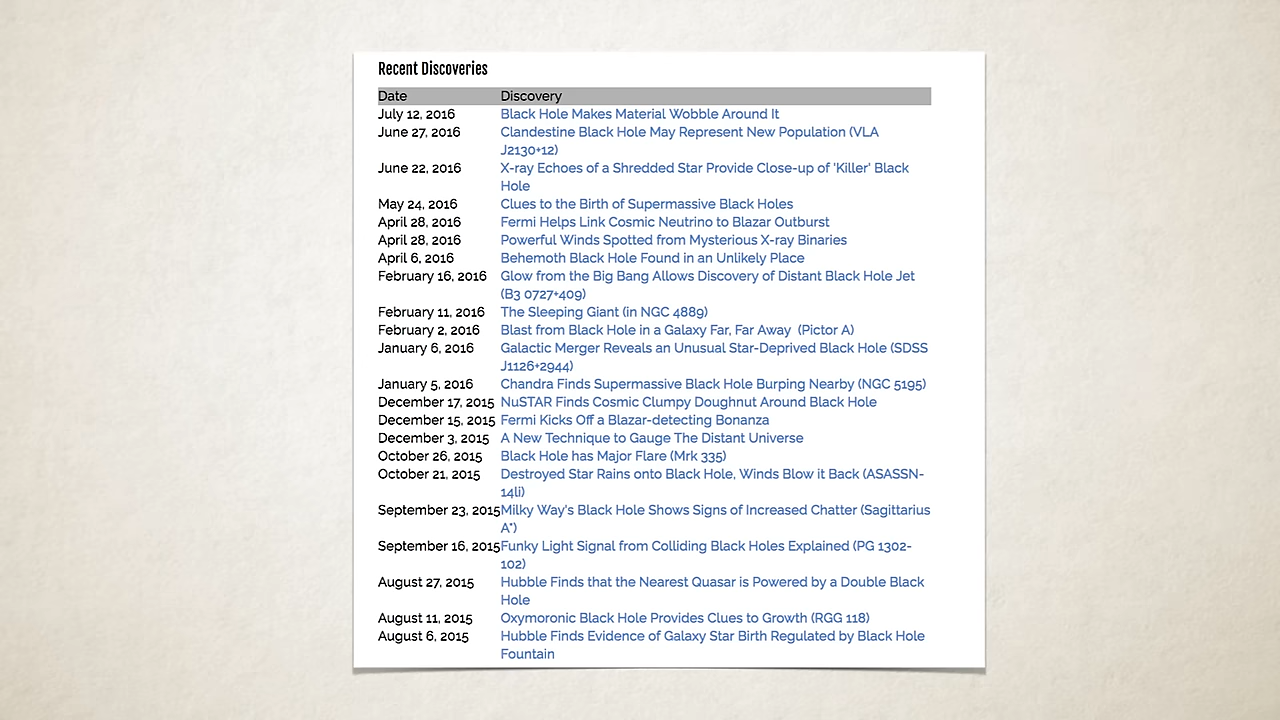 Recent Discoveries
Date Discovery
July 12, 2016 Black Hole Makes Material Wobble Around It
June 27, 2016 Clandestine Black Hole May Represent New Population (VLA
J2130+12)
June 22, 2016 X-ray Echoes of a Shredded Star Provide Close-up of 'Killer' Black
Hole
May 24, 2016 Clues to the Birth of Supermassive Black Holes
April 28, 2016 Fermi Helps Link Cosmic Neutrino to Blazar Outburst
April 28, 2016 Powerful Winds Spotted from Mysterious X-ray Binaries
April 6, 2016 Behemoth Black Hole Found in an Unlikely Place
February 16, 2016 Glow from the Big Bang Allows Discovery of Distant Black Hole Jet
(B3 0727+409)
February 11, 2016 The Sleeping Giant (in NGC 4889)
February 2, 2016 Blast from Black Hole in a Galaxy Far, Far Away (Pictor A)
January 6, 2016 Galactic Merger Reveals an Unusual Star-Deprived Black Hole (SDSS
J1126+2944)
January 5, 2016 Chandra Finds Supermassive Black Hole Burping Nearby (NGC 5195)
December 17, 2015 NuSTAR Finds Cosmic Clumpy Doughnut Around Black Hole
December 15, 2015 Fermi Kicks Off a Blazar-detecting Bonanza
December 3, 2015 A New Technique to Gauge The Distant Universe
October 26, 2015 Black Hole has Major Flare (Mrk 335)
October 21, 2015 Destroyed Star Rains onto Black Hole, Winds Blow it Back (ASASSN-
14li)
September 23, 2015 Milky Way's Black Hole Shows Signs of Increased Chatter (Sagittarius
A*)
September 16, 2015 Funky Light Signal from Colliding Black Holes Explained (PG 1302-
102)
August 27, 2015 Hubble Finds that the Nearest Quasar is Powered by a Double Black
Hole
August 11, 2015 Oxymoronic Black Hole Provides Clues to Growth (RGG 118)
August 6, 2015 Hubble Finds Evidence of Galaxy Star Birth Regulated by Black Hole
Fountain